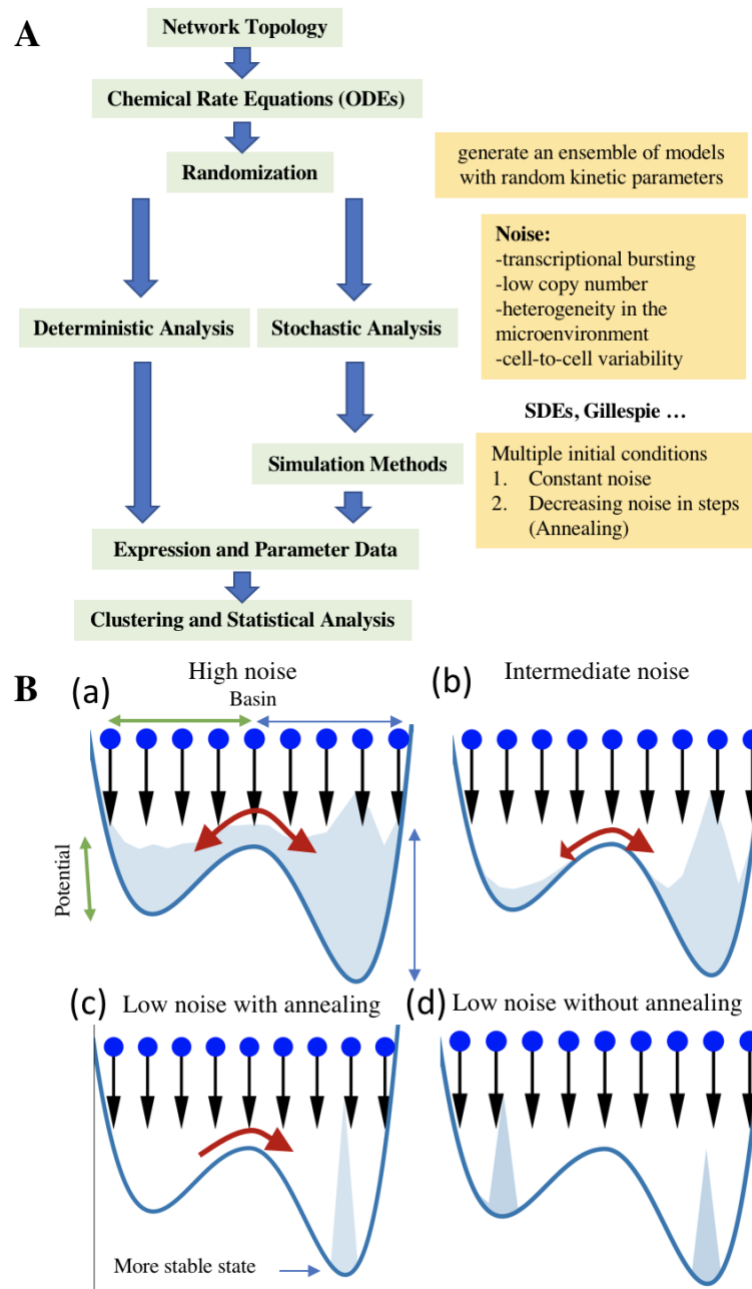 A
Network Topology
Chemical Rate Equations (ODEs)
Randomization
generate an ensemble of models
with random kinetic parameters
Noise:
-transcriptional bursting
-low copy number
-heterogeneity in the
microenvironment
-cell-to-cell variability
Deterministic Analysis
Stochastic Analysis
SDEs, Gillespie ...
Simulation Methods
Multiple initial conditions
1. Constant noise
2. Decreasing noise in steps
(Annealing)
Expression and Parameter Data
Clustering and Statistical Analysis
B
(a)
High noise
Basin
Potential
(b)
Intermediate noise
(c)
Low noise with annealing
More stable state
(d)
Low noise without annealing